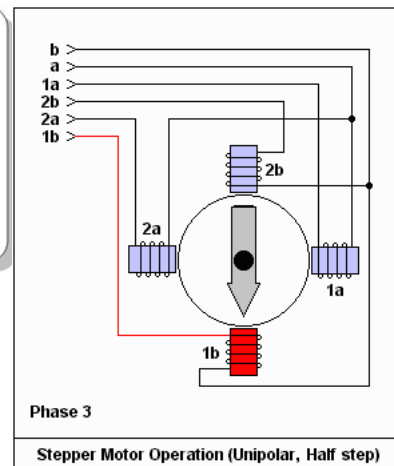 b
a
1a
2b
2a
1b
2b
2a
1a
1b
Phase 3
Stepper Motor Operation (Unipolar, Half step)